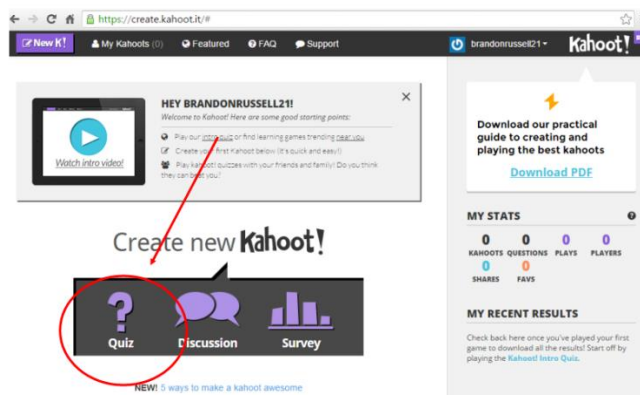 https://create.kahoot.it/#
New K!
My Kahoots (0)
Featured
FAQ
Support
brandonrussell21
Kahoot!
Watch intro video!
HEY BRANDONRUSSELL21!
Welcome to Kahoot! Here are some good starting points:
Play our intro quiz or find learning games trending near you
Create your first Kahoot below (it's quick and easy!)
Play kahoot! quizzes with your friends and family! Do you think
they can beat you?
Create new Kahoot!
Quiz
Discussion
Survey
NEW! 5 ways to make a kahoot awesome
Download our practical
guide to creating and
playing the best kahoots
Download PDF
MY STATS
0 0 0 0
KAHOOTS QUESTIONS PLAYS PLAYERS
0 0
SHARES FAVS
MY RECENT RESULTS
Check back here once you've played your first
game to download all the results! Start off by
playing the Kahoot! Intro Quiz.